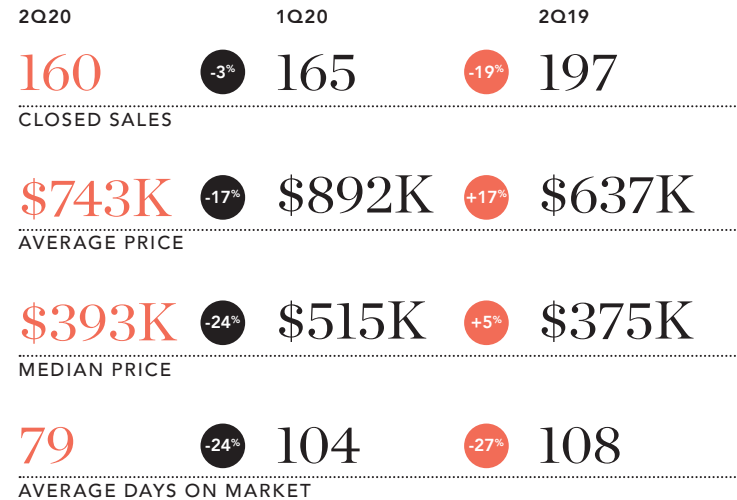 2Q20 1Q20 2Q19
160 -3% 165 -19% 197
CLOSED SALES
$743K -17% $892K +17% $637K
AVERAGE PRICE
$393K -24% $515K +5% $375K
MEDIAN PRICE
79 -24% 104 -27% 108
AVERAGE DAYS ON MARKET